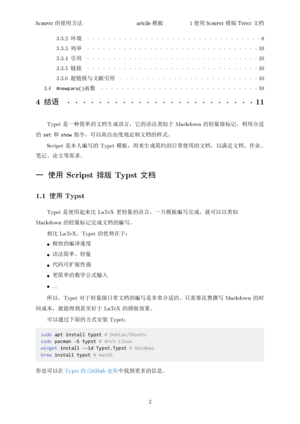 Scripst 的使用方法 article 模板 1 使用 Scripst 排版 Typst 文档
3.3.2 环境 8
3.3.3 列举 10
3.3.4 引用 10
3.3.5 链接 10
3.3.6 超链接与文献引用 10
3.4 #newpara()函数 10
4 结语 11
Typst 是一种简单的文档生成语言，它的语法类似于 Markdown 的轻量级标记，利用合适
的 set 和 show 指令，可以高自由度地定制文档的样式。
Scripst 是本人编写的 Typst 模板，用来生成简约的日常使用的文档，以满足文档、作业、
笔记、论文等需求。
一 使用 Scripst 排版 Typst 文档
1.1 使用 Typst
Typst 是使用起来比 LaTeX 更轻量的语言，一旦模板编写完成，就可以以类似
Markdown 的轻量标记完成文档的编写。
相比 LaTeX，Typst 的优势在于：
• 极快的编译速度
• 语法简单、轻量
• 代码可扩展性强
• 更简单的数学公式输入
• ...
所以，Typst 对于轻量级日常文档的编写是非常合适的。只需要花费撰写 Markdown 的时
间成本，就能得到甚至好于 LaTeX 的排版效果。
可以通过下面的方式安装 Typst：
sudo apt install typst # Debian/Ubuntu
sudo pacman -S typst # Arch Linux
winget install --id Typst.Typst # Windows
brew install typst # macOS
你也可以在 Typst 的 GitHub 仓库中找到更多的信息。
2